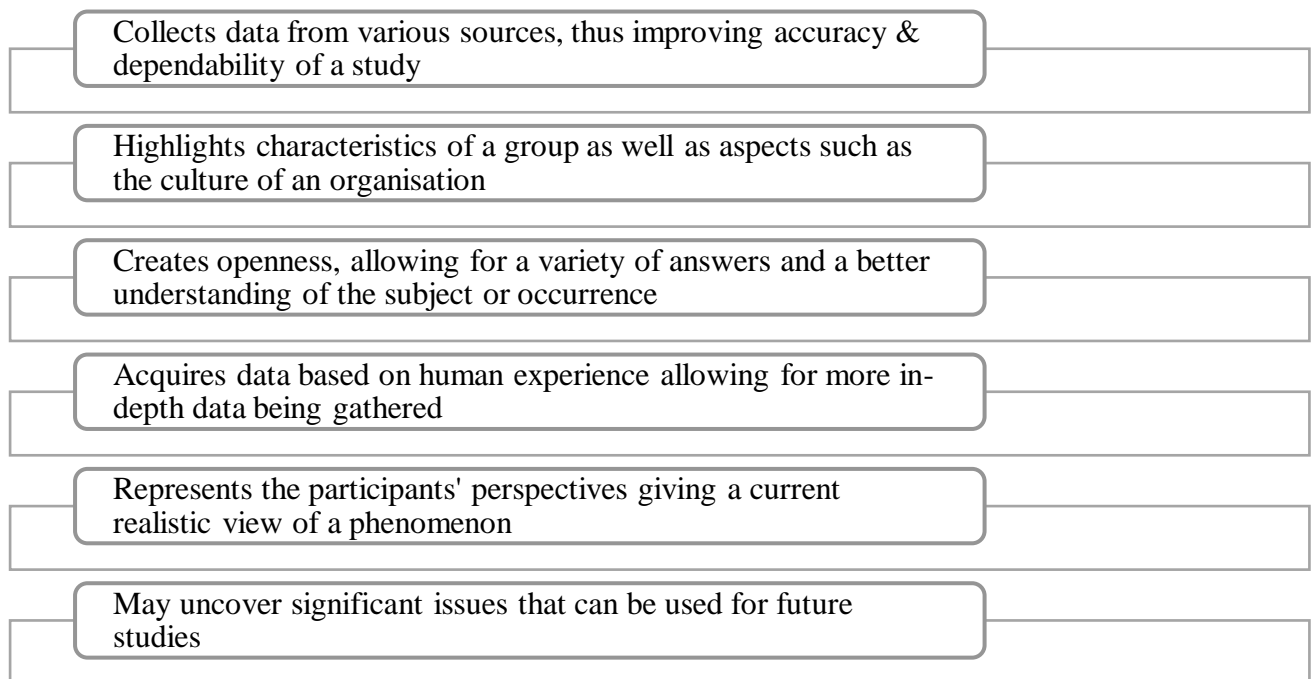 Collects data from various sources, thus improving accuracy &
dependability of a study
Highlights characteristics of a group as well as aspects such as
the culture of an organisation
Creates openness, allowing for a variety of answers and a better
understanding of the subject or occurrence
Acquires data based on human experience allowing for more in-
depth data being gathered
Represents the participants' perspectives giving a current
realistic view of a phenomenon
May uncover significant issues that can be used for future
studies